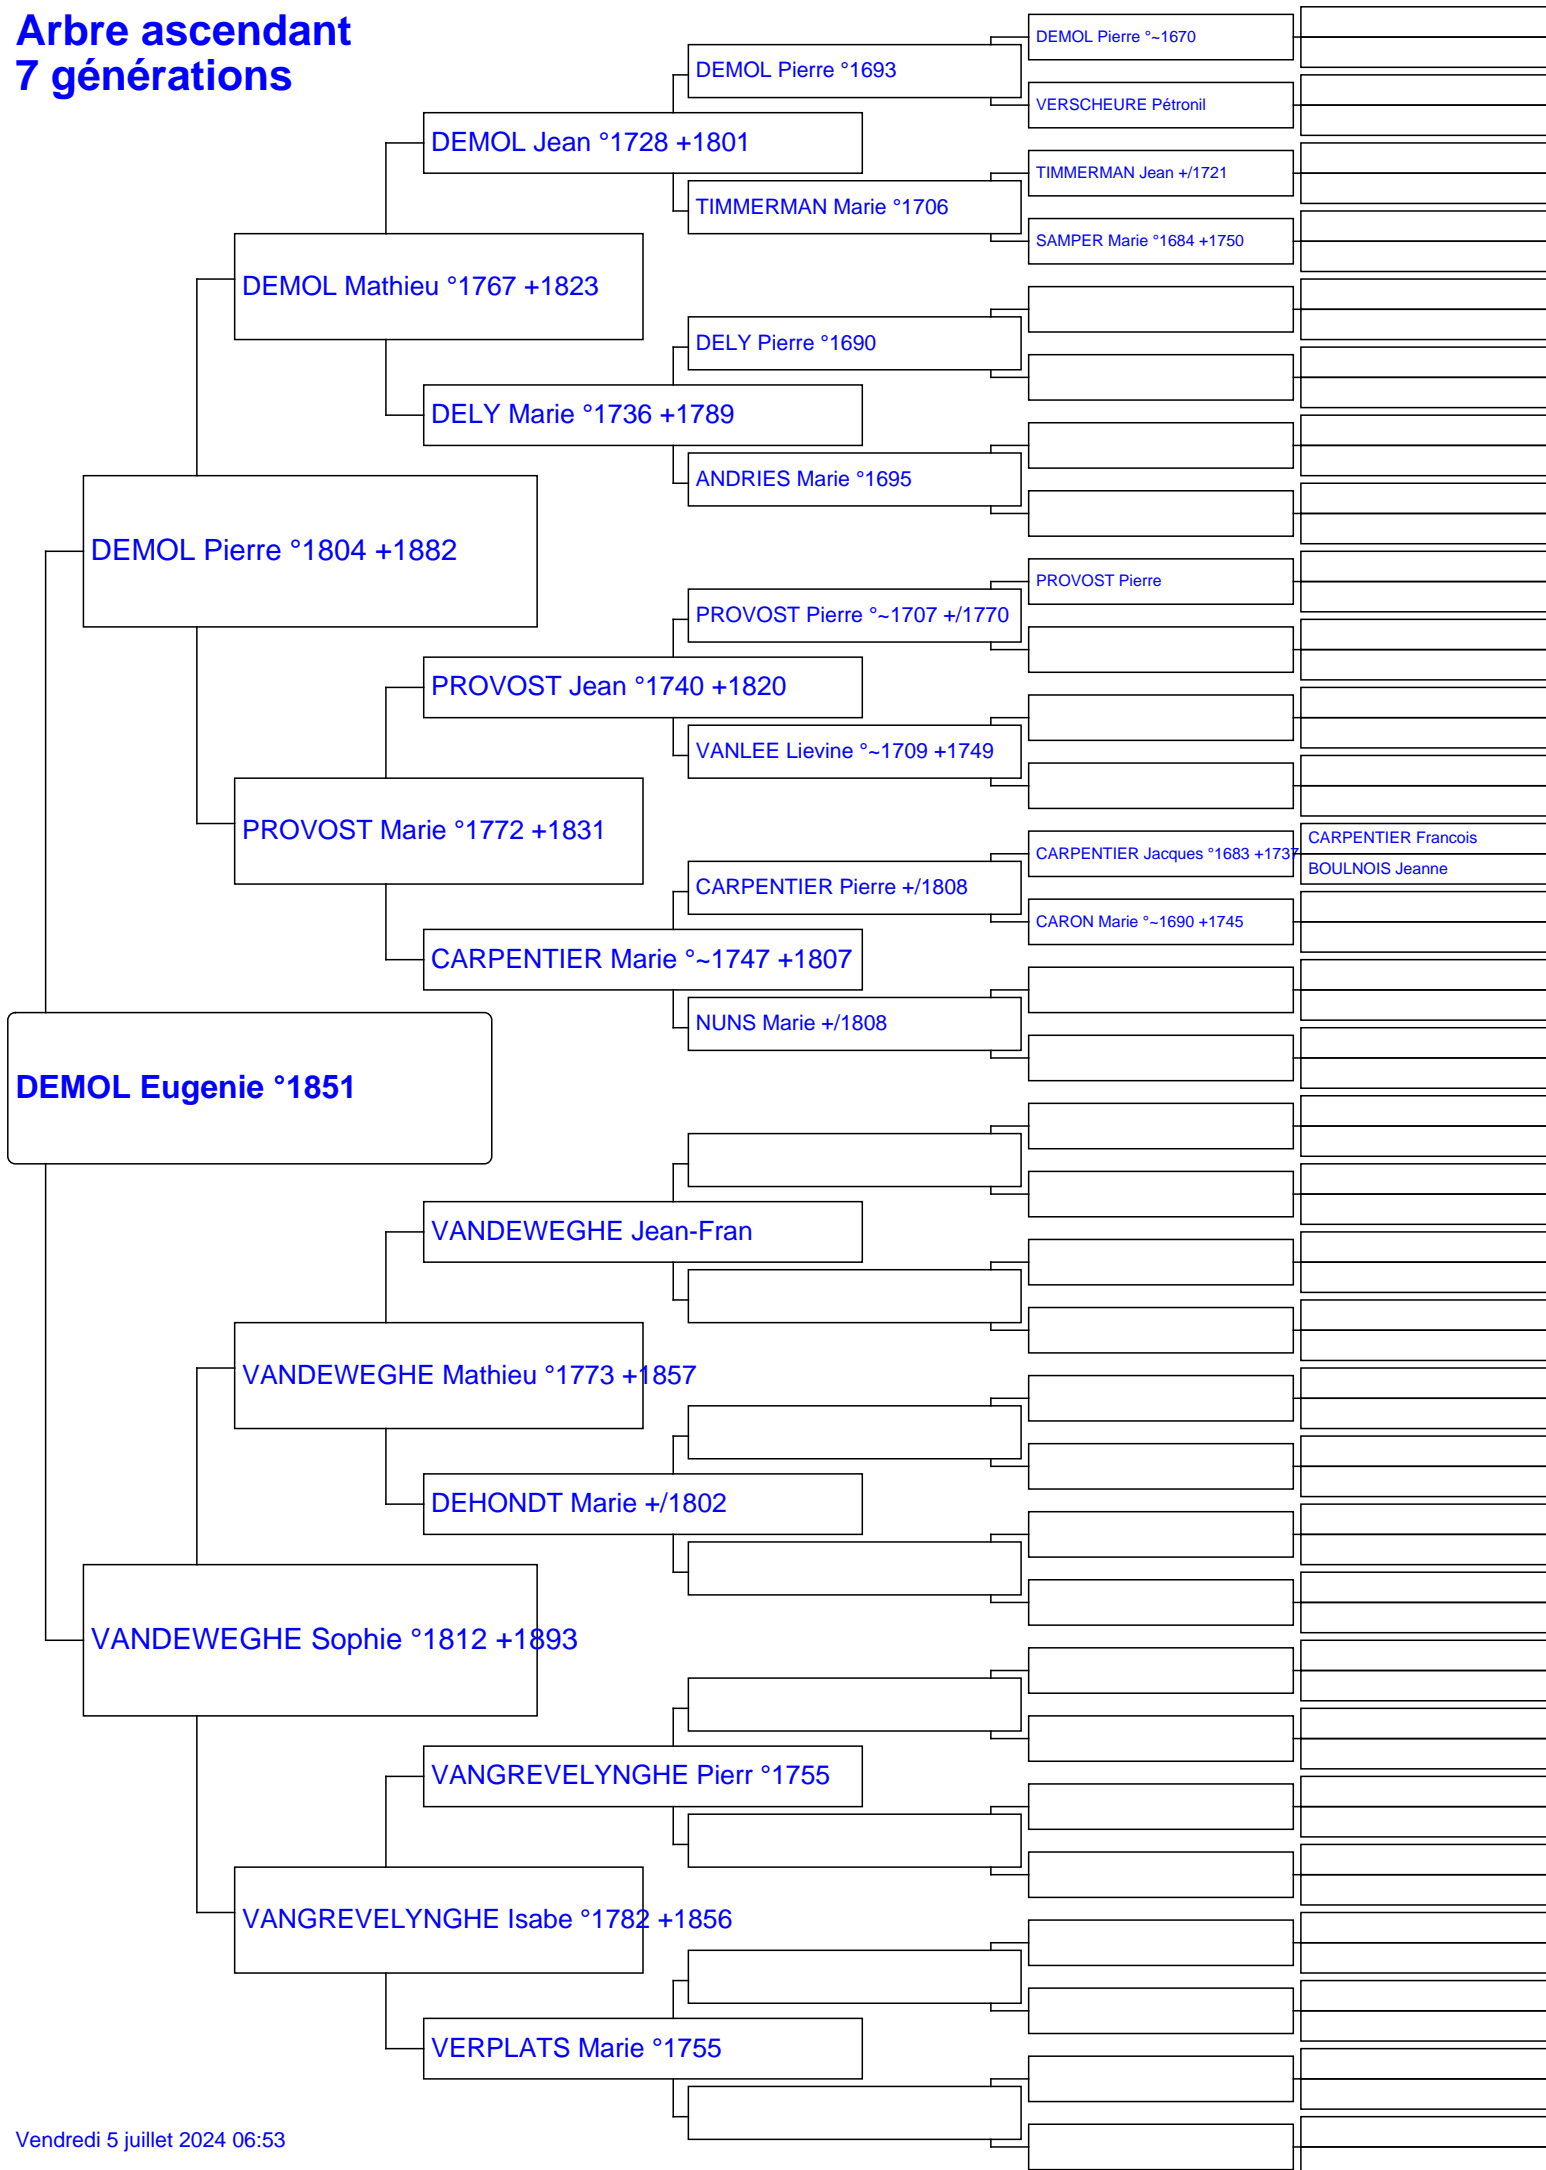 Arbre ascendant
7 générations
DEMOL Pierre °~1670
DEMOL Pierre °1693
VERSCHEURE Pétronil
DEMOL Jean °1728 +1801
TIMMERMAN Jean +/1721
TIMMERMAN Marie °1706
SAMPER Marie °1684 +1750
DEMOL Mathieu °1767 +1823
DELY Pierre °1690
DELY Marie °1736 +1789
ANDRIES Marie °1695
DEMOL Pierre °1804 +1882
PROVOST Pierre
PROVOST Pierre °~1707 +/1770
PROVOST Jean °1740 +1820
VANLEE Lievine °~1709 +1749
PROVOST Marie °1772 +1831
CARPENTIER Francois
CARPENTIER Jacques °1683 +1737
BOULNOIS Jeanne
CARPENTIER Pierre +/1808
CARON Marie °~1690 +1745
CARPENTIER Marie °~1747 +1807
NUNS Marie +/1808
DEMOL Eugenie °1851
VANDEWEGHE Jean-Fran
VANDEWEGHE Mathieu °1773 +1857
DEHONDT Marie +/1802
VANDEWEGHE Sophie °1812 +1893
VANGREVELYNGHE Pierr °1755
VANGREVELYNGHE Isabe °1782 +1856
VERPLATS Marie °1755
Vendredi 5 juillet 2024 06:53